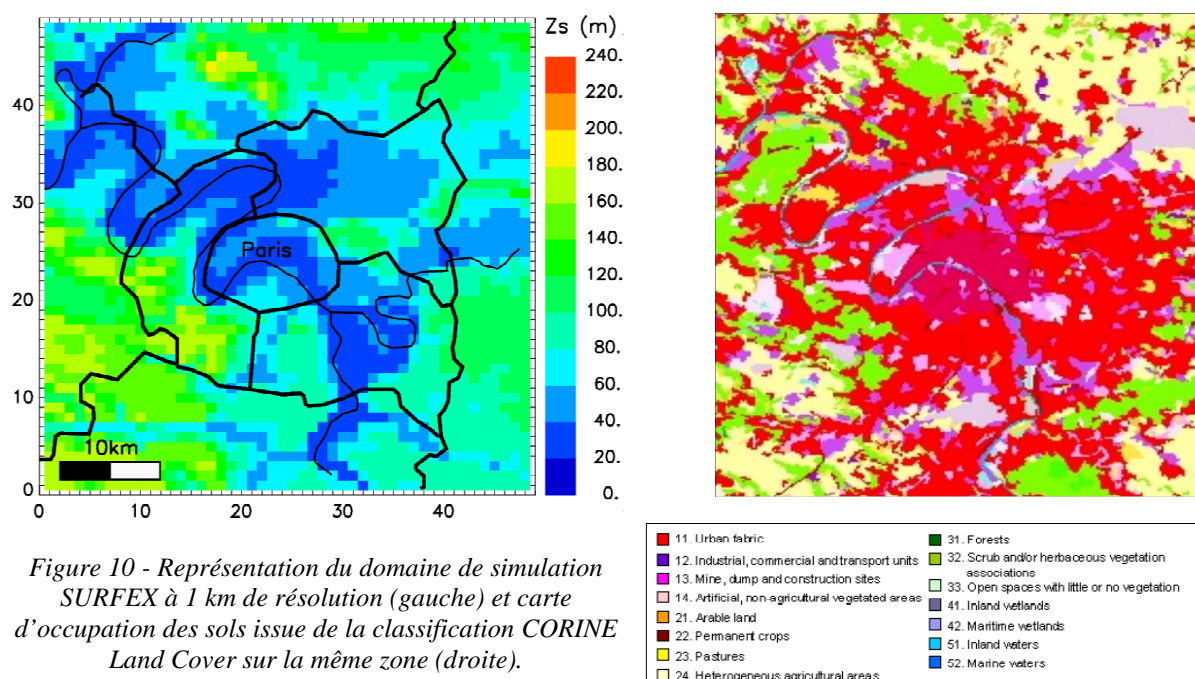 Zs (m)
240.
220.
200.
180.
160.
140.
120.
100.
80.
60.
40.
20.
0.
40
30
20
10
0
Paris
10km
0
10
20
30
40
Figure 10 - Représentation du domaine de simulation
SURFEX à 1 km de résolution (gauche) et carte
d'occupation des sols issue de la classification CORINE
Land Cover sur la même zone (droite).
11. Urban fabric
12. Industrial, commercial and transport units
13. Mine, dump and construction sites
14. Artificial, non-agricultural vegetated areas
21. Arable land
22. Permanent crops
23. Pastures
24. Heterogeneous agricultural areas
31. Forests
32. Scrub and/or herbaceous vegetation
associations
33. Open spaces with little or no vegetation
41. Inland wetlands
42. Maritime wetlands
51. Inland waters
52. Marine waters